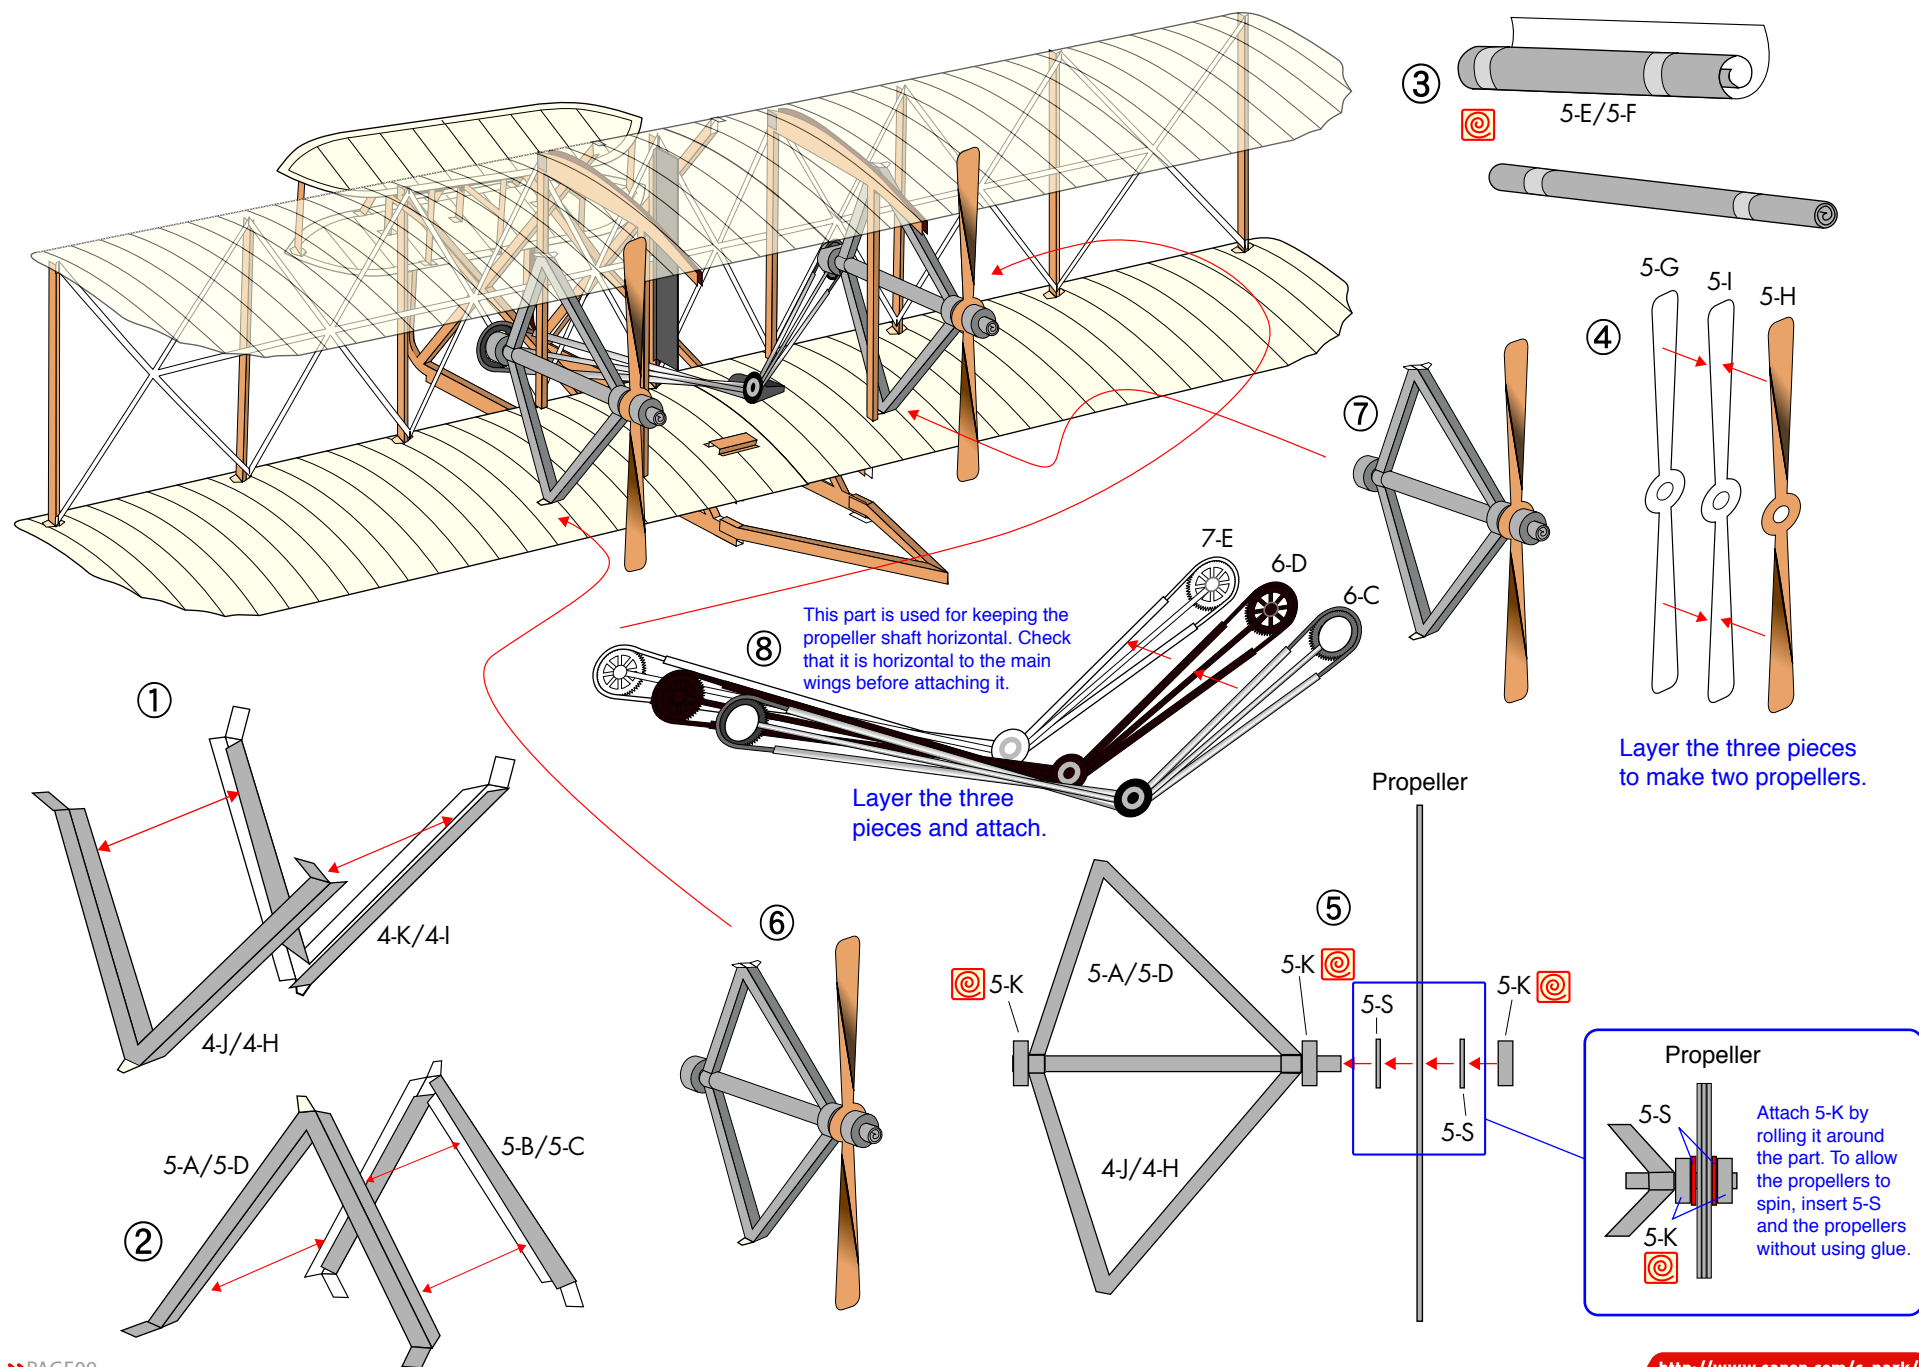 ③
5-E/5-F
5-G
5-I
5-H
④
⑦
Layer the three pieces
to make two propellers.
7-E
6-D
6-C
⑧
This part is used for keeping the
propeller shaft horizontal. Check
that it is horizontal to the main
wings before attaching it.
Layer the three
pieces and attach.
①
4-K/4-I
4-J/4-H
②
5-A/5-D
5-B/5-C
⑥
Propeller
⑤
5-K
5-A/5-D
5-K
5-S
5-K
5-S
4-J/4-H
Propeller
5-S
5-K
Attach 5-K by
rolling it around
the part. To allow
the propellers to
spin, insert 5-S
and the propellers
without using glue.